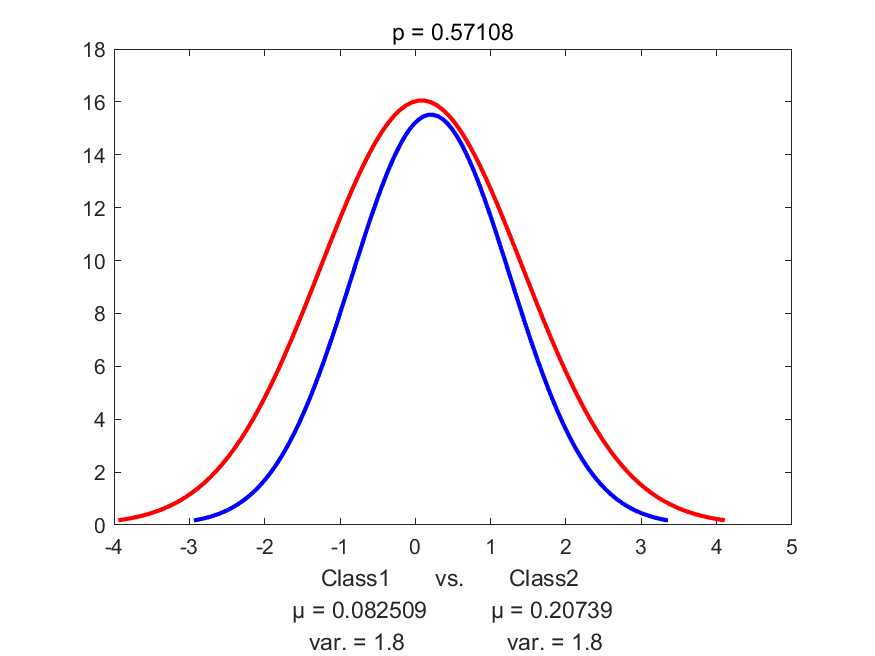 p = 0.57108
18
16
14
12
10
8
6
4
2
0
-4 -3 -2 -1 0 1 2 3 4 5
Class1 vs. Class2
μ = 0.082509 μ = 0.20739
var. = 1.8 var. = 1.8